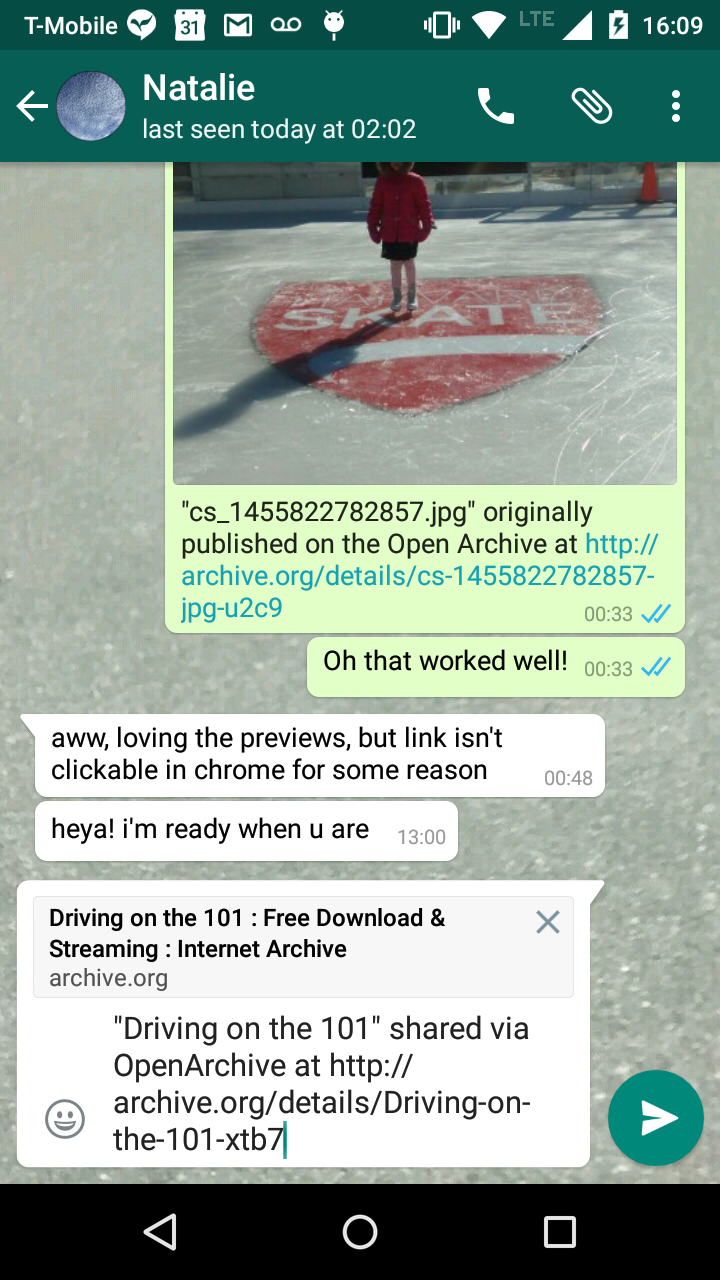 T-Mobile 31 LTE 16:09
Natalie
last seen today at 02:02
SKATE
"cs_1455822782857.jpg" originally
published on the Open Archive at http://
archive.org/details/cs-1455822782857-
jpg-u2c9 00:33
Oh that worked well! 00:33
aww, loving the previews, but link isn't
clickable in chrome for some reason 00:48
heya! i'm ready when u are 13:00
Driving on the 101 : Free Download &
Streaming : Internet Archive
archive.org
"Driving on the 101" shared via
OpenArchive at http://
archive.org/details/Driving-on-
the-101-xtb7